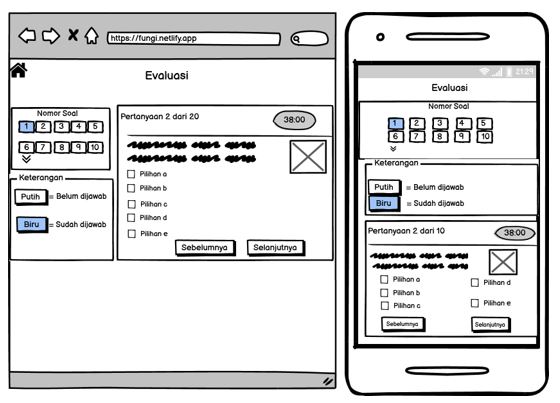 https://fungi.netlify.app
Evaluasi
Nomor Soal
1 2 3 4 5
6 7 8 9 10
Keterangan
Putih = Belum dijawab
Biru = Sudah dijawab
Pertanyaan 2 dari 20
38:00
Pilihan a
Pilihan b
Pilihan c
Pilihan d
Pilihan e
Sebelumnya Selanjutnya
21:29
Evaluasi
Nomor Soal
1 2 3 4 5
6 7 8 9 10
Keterangan
Putih = Belum dijawab
Biru = Sudah dijawab
Pertanyaan 2 dari 10
38:00
Pilihan a
Pilihan b
Pilihan c
Pilihan d
Pilihan e
Sebelumnya Selanjutnya